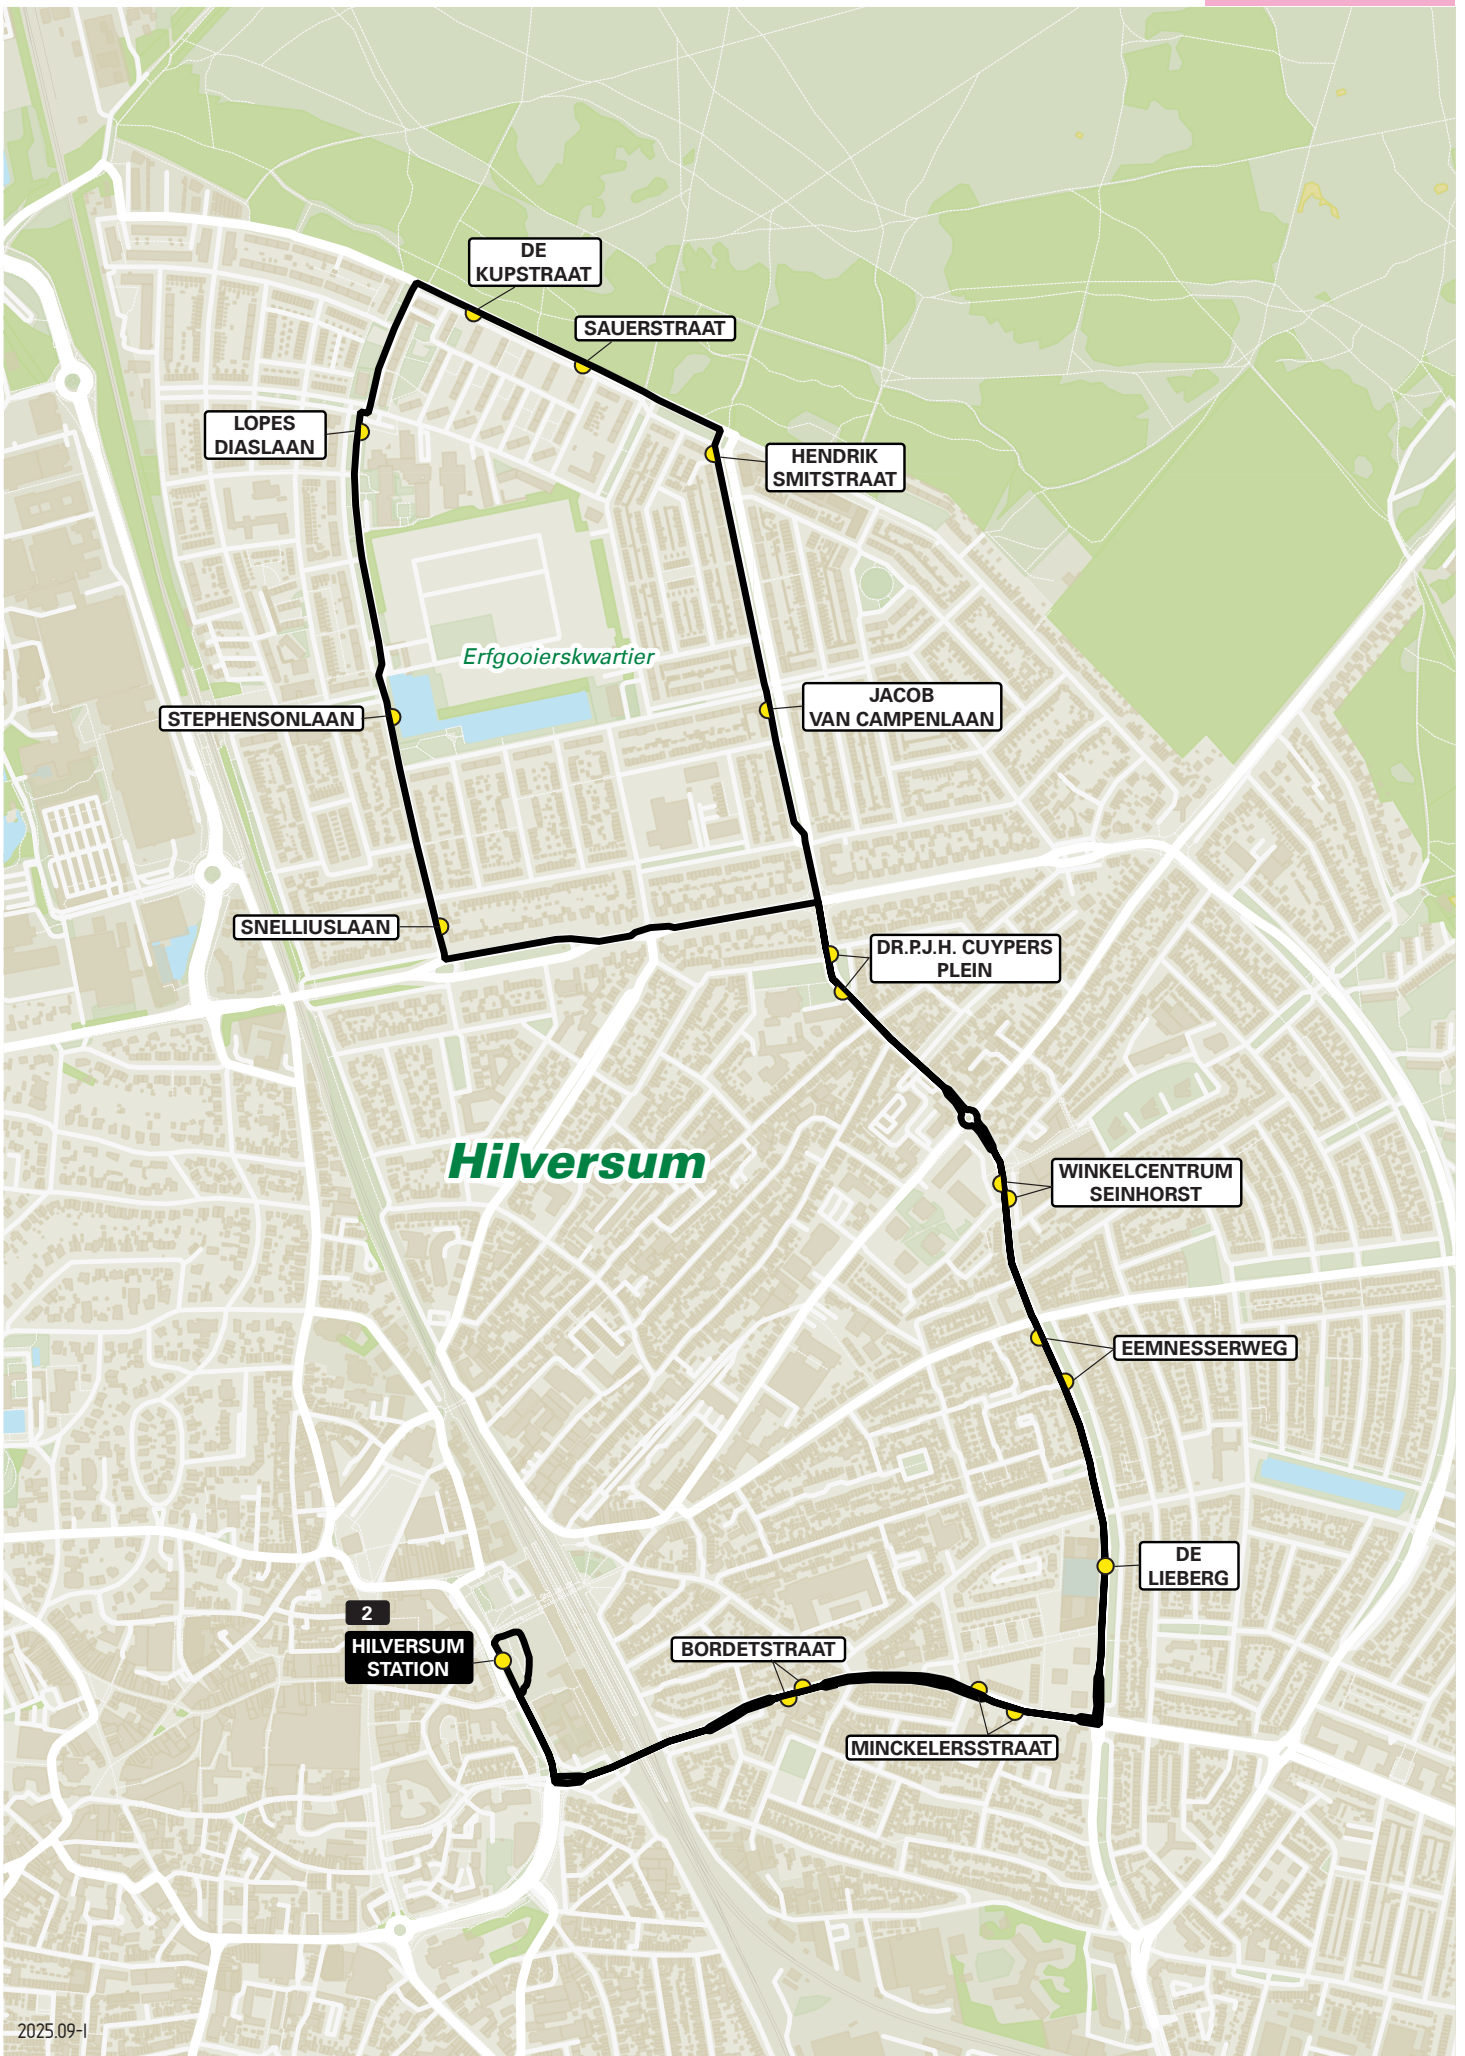 DE
KUPSTRAAT
SAUERSTRAAT
LOPES
DIASLAAN
HENDRIK
SMITSTRAAT
Erfgooierskwartier
JACOB
VAN CAMPENLAAN
STEPHENSONLAAN
SNELLIUSLAAN
DR.P.J.H. CUYPERS
PLEIN
Hilversum
WINKELCENTRUM
SEINHORST
EEMNESSERWEG
DE
LIEBERG
2
HILVERSUM
STATION
BORDETSTRAAT
MINCKELERSSTRAAT
2025.09-I